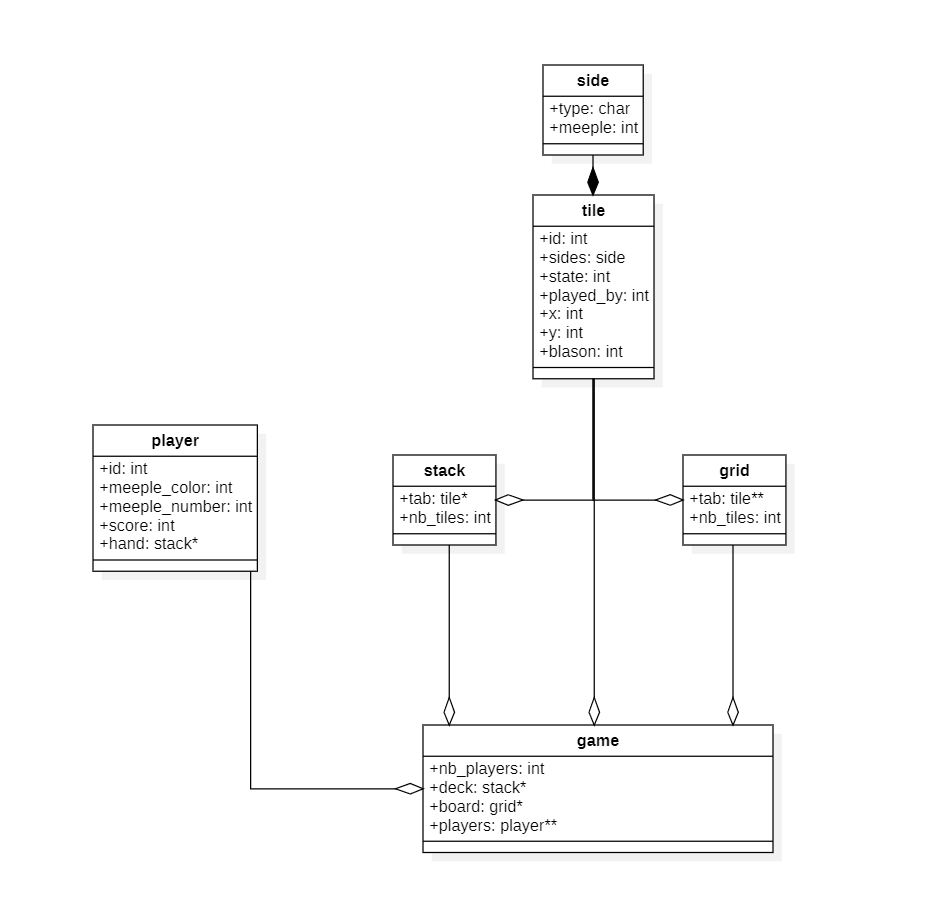 side
+type: char
+meeple: int
tile
+id: int
+sides: side
+state: int
+played_by: int
+x: int
+y: int
+blason: int
player
+id: int
+meeple_color: int
+meeple_number: int
+score: int
+hand: stack*
stack
+tab: tile*
+nb_tiles: int
grid
+tab: tile**
+nb_tiles: int
game
+nb_players: int
+deck: stack*
+board: grid*
+players: player**